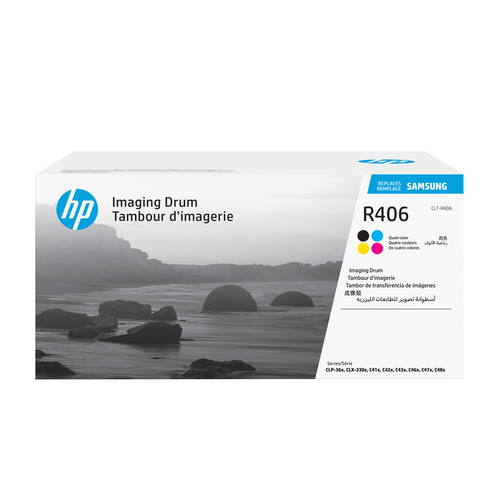 hp
Imaging Drum
Tambour d'imagerie
REPLACES
REMPLACE
SAMSUNG
R406
CLT-R406
Quad-color
Quatre couleurs
De cuatro colores
四色
رباعية الألوان
Imaging Drum
Tambour d'imagerie
Tambor de transferencia de imágenes
成像鼓
أسطوانة تصوير للطابعات الليزرية
Series/Série
CLP-36x, CLX-330x, C41x, C42x, C43x, C46x, C47x, C48x